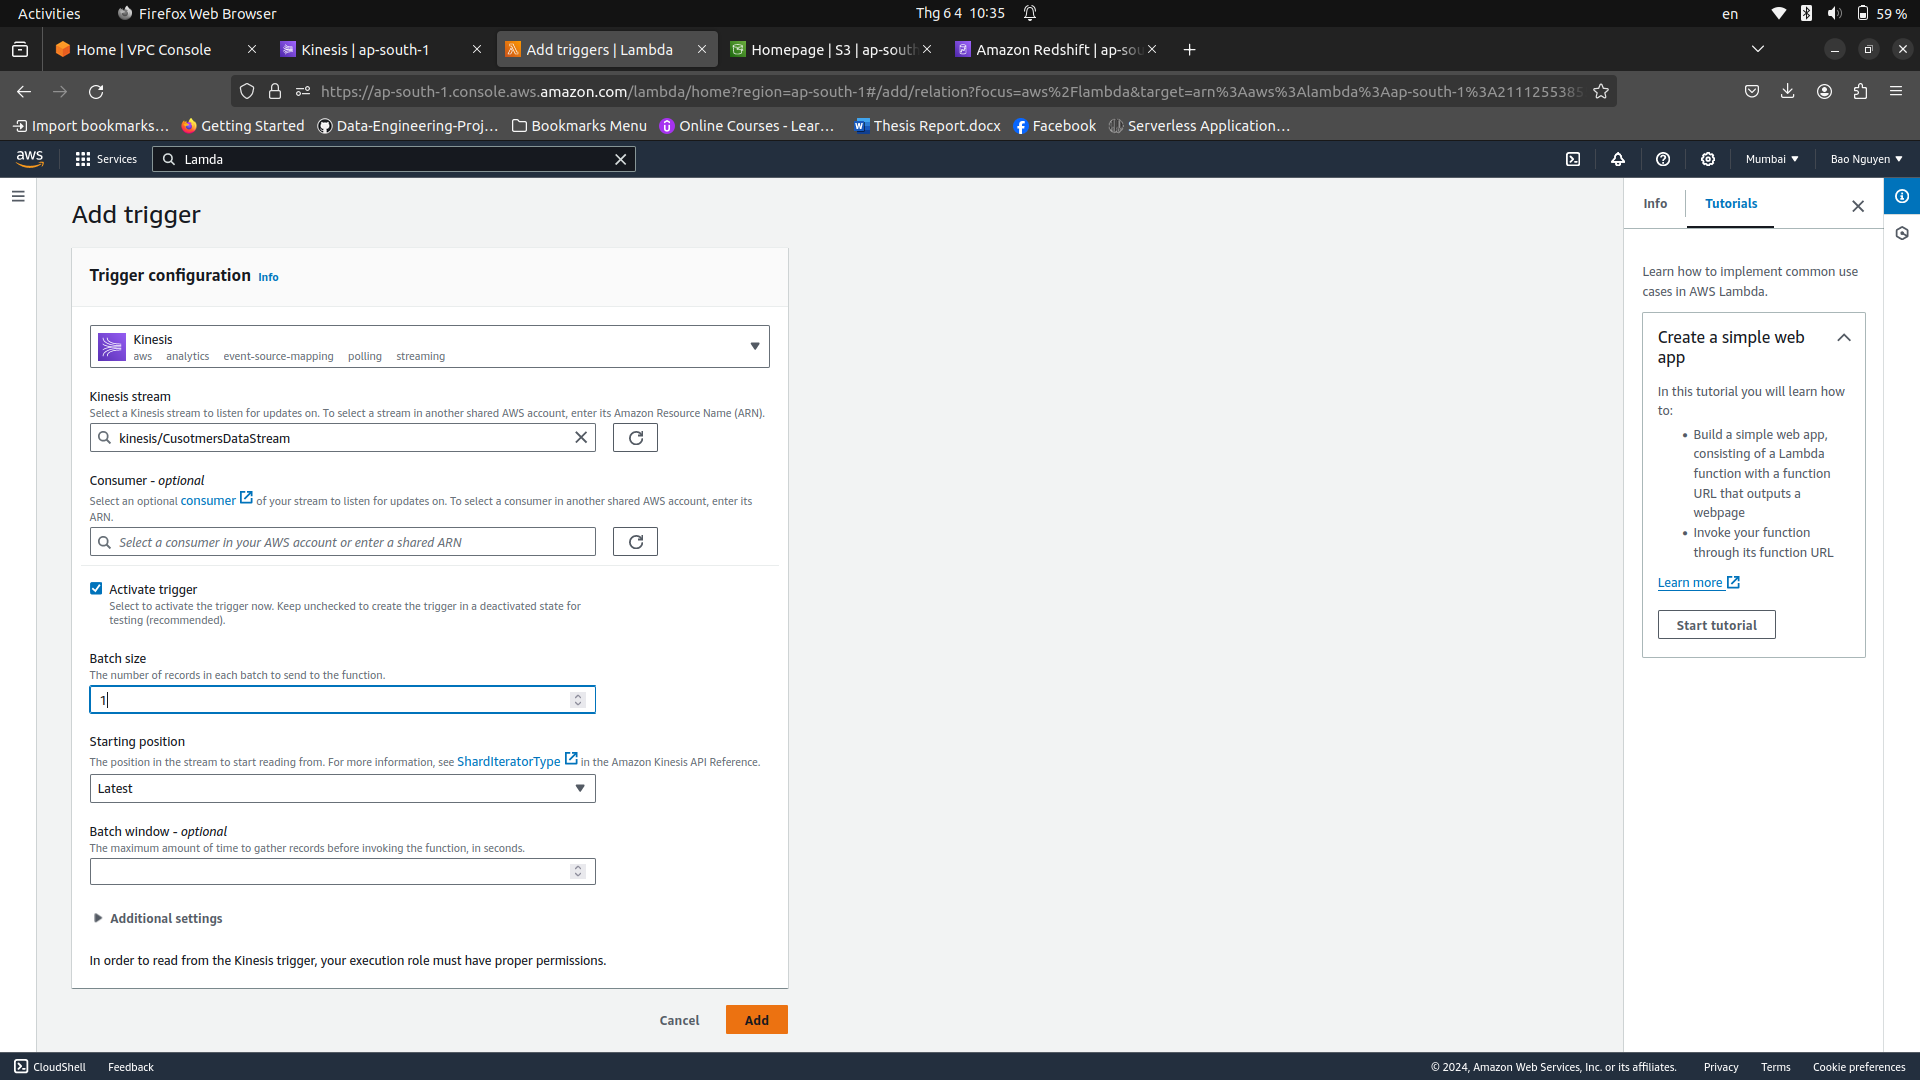 Activities
Firefox Web Browser
Thg 6 4 10:35
en
59 %
Home | VPC Console
Kinesis | ap-south-1
Add triggers | Lambda
Homepage | S3 | ap-south
Amazon Redshift | ap-sou
https://ap-south-1.console.aws.amazon.com/lambda/home?region=ap-south-1#/add/relation?focus=aws%2Flambda&target=arn%3Aaws%3Alambda%3Aap-south-1%3A2111255385
Import bookmarks...
Getting Started
Data-Engineering-Proj...
Bookmarks Menu
Online Courses - Lear...
Thesis Report.docx
Facebook
Serverless Application...
aws
Services
Lamda
Mumbai
Bao Nguyen
Add trigger
Trigger configuration Info
Kinesis
aws analytics event-source-mapping polling streaming
Kinesis stream
Select a Kinesis stream to listen for updates on. To select a stream in another shared AWS account, enter its Amazon Resource Name (ARN).
kinesis/CusotmersDataStream
Consumer - optional
Select an optional consumer of your stream to listen for updates on. To select a consumer in another shared AWS account, enter its
ARN.
Select a consumer in your AWS account or enter a shared ARN
Activate trigger
Select to activate the trigger now. Keep unchecked to create the trigger in a deactivated state for
testing (recommended).
Batch size
The number of records in each batch to send to the function.
1
Starting position
The position in the stream to start reading from. For more information, see ShardIteratorType in the Amazon Kinesis API Reference.
Latest
Batch window - optional
The maximum amount of time to gather records before invoking the function, in seconds.
Additional settings
In order to read from the Kinesis trigger, your execution role must have proper permissions.
Cancel
Add
Info
Tutorials
Learn how to implement common use
cases in AWS Lambda.
Create a simple web
app
In this tutorial you will learn how
to:
• Build a simple web app,
consisting of a Lambda
function with a function
URL that outputs a
webpage
• Invoke your function
through its function URL
Learn more
Start tutorial
CloudShell
Feedback
© 2024, Amazon Web Services, Inc. or its affiliates.
Privacy
Terms
Cookie preferences